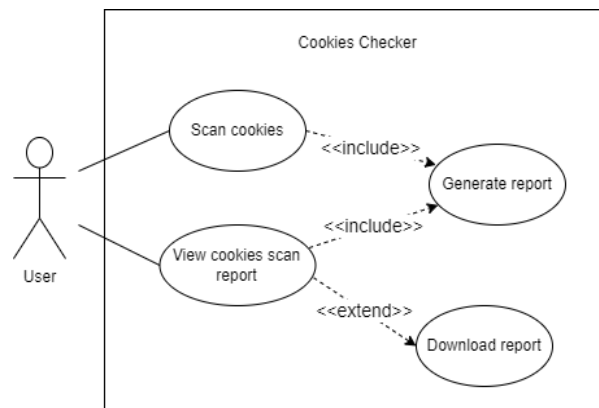 Cookies Checker
Scan cookies
<<include>>
Generate report
<<include>>
View cookies scan
report
User
<<extend>>
Download report